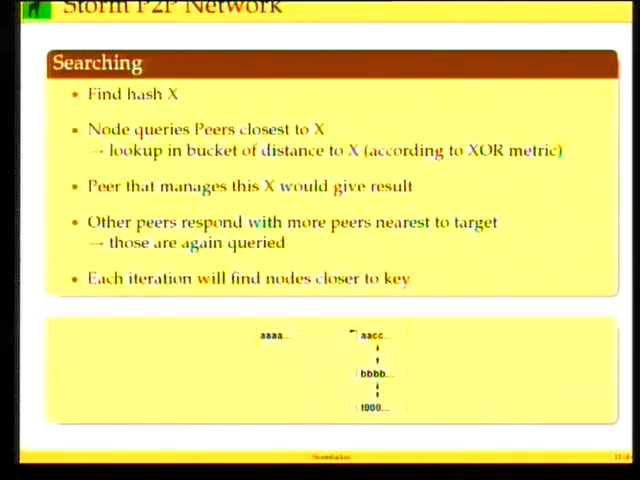 Storm P2P Network
Searching
• Find hash X
• Node queries Peers closest to X
→ lookup in bucket of distance to X (according to XOR metric)
• Peer that manages this X would give result
• Other peers respond with more peers nearest to target
→ those are again queried
• Each iteration will find nodes closer to key
aaaa... aacc...
bbbb...
f900...